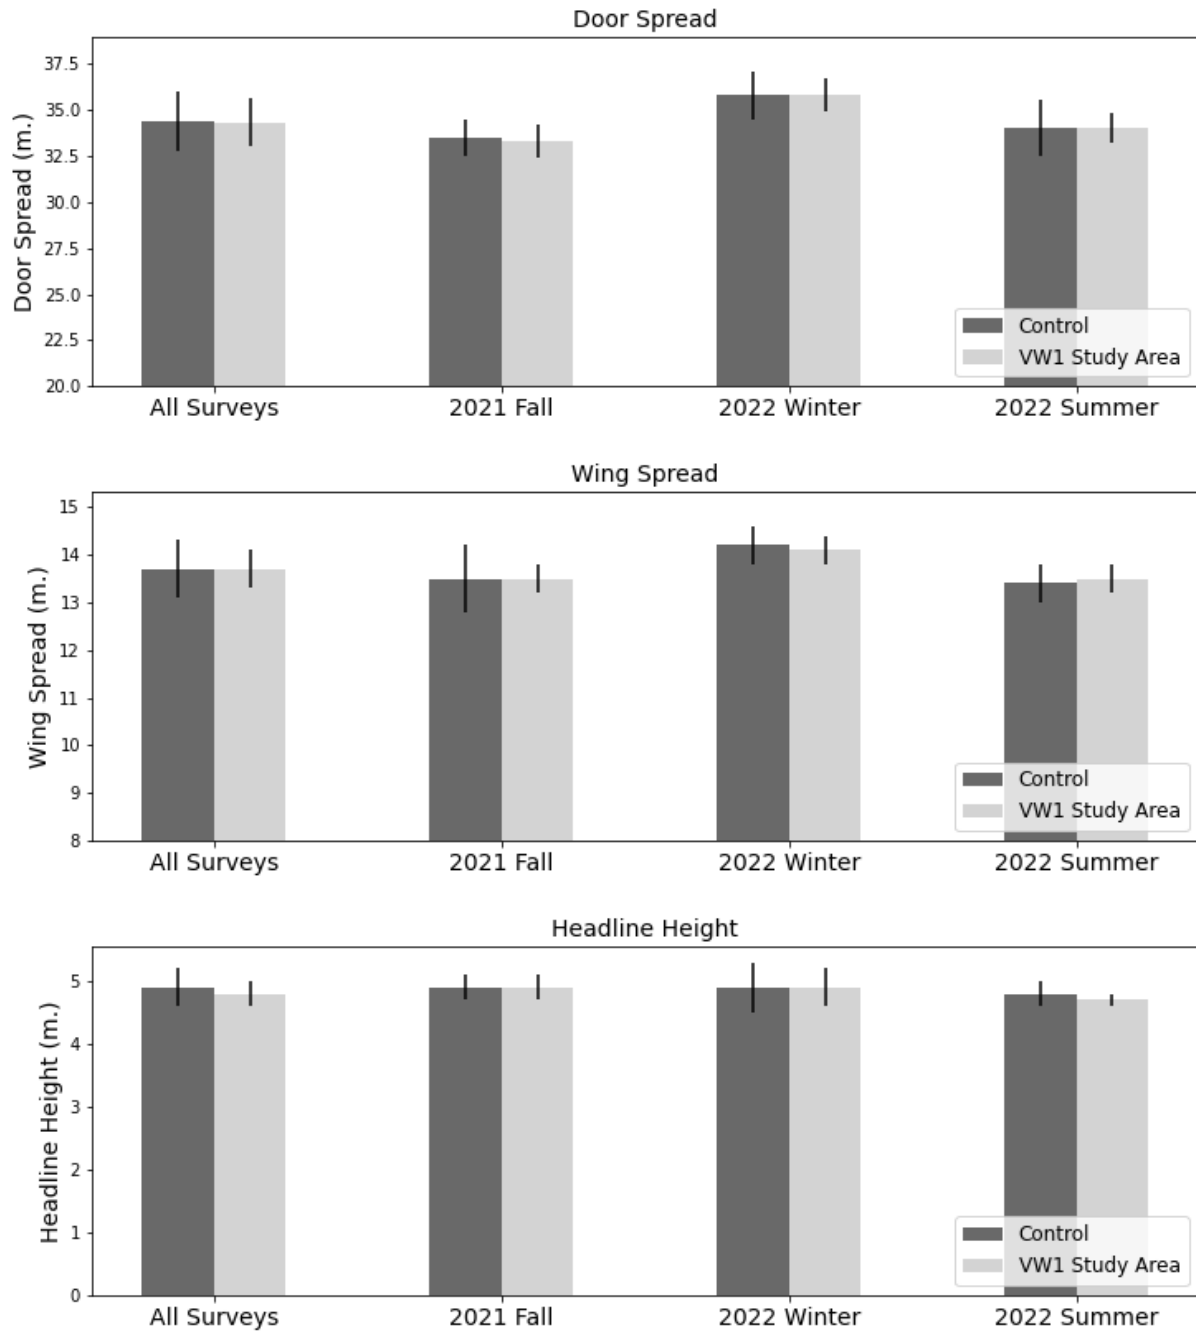 Door Spread
37.5
35.0
32.5
30.0
27.5
25.0
22.5
20.0
Door Spread (m.)
Control
VW1 Study Area
All Surveys 2021 Fall 2022 Winter 2022 Summer
Wing Spread
15
14
13
12
11
10
9
8
Wing Spread (m.)
Control
VW1 Study Area
All Surveys 2021 Fall 2022 Winter 2022 Summer
Headline Height
5
4
3
2
1
0
Headline Height (m.)
Control
VW1 Study Area
All Surveys 2021 Fall 2022 Winter 2022 Summer